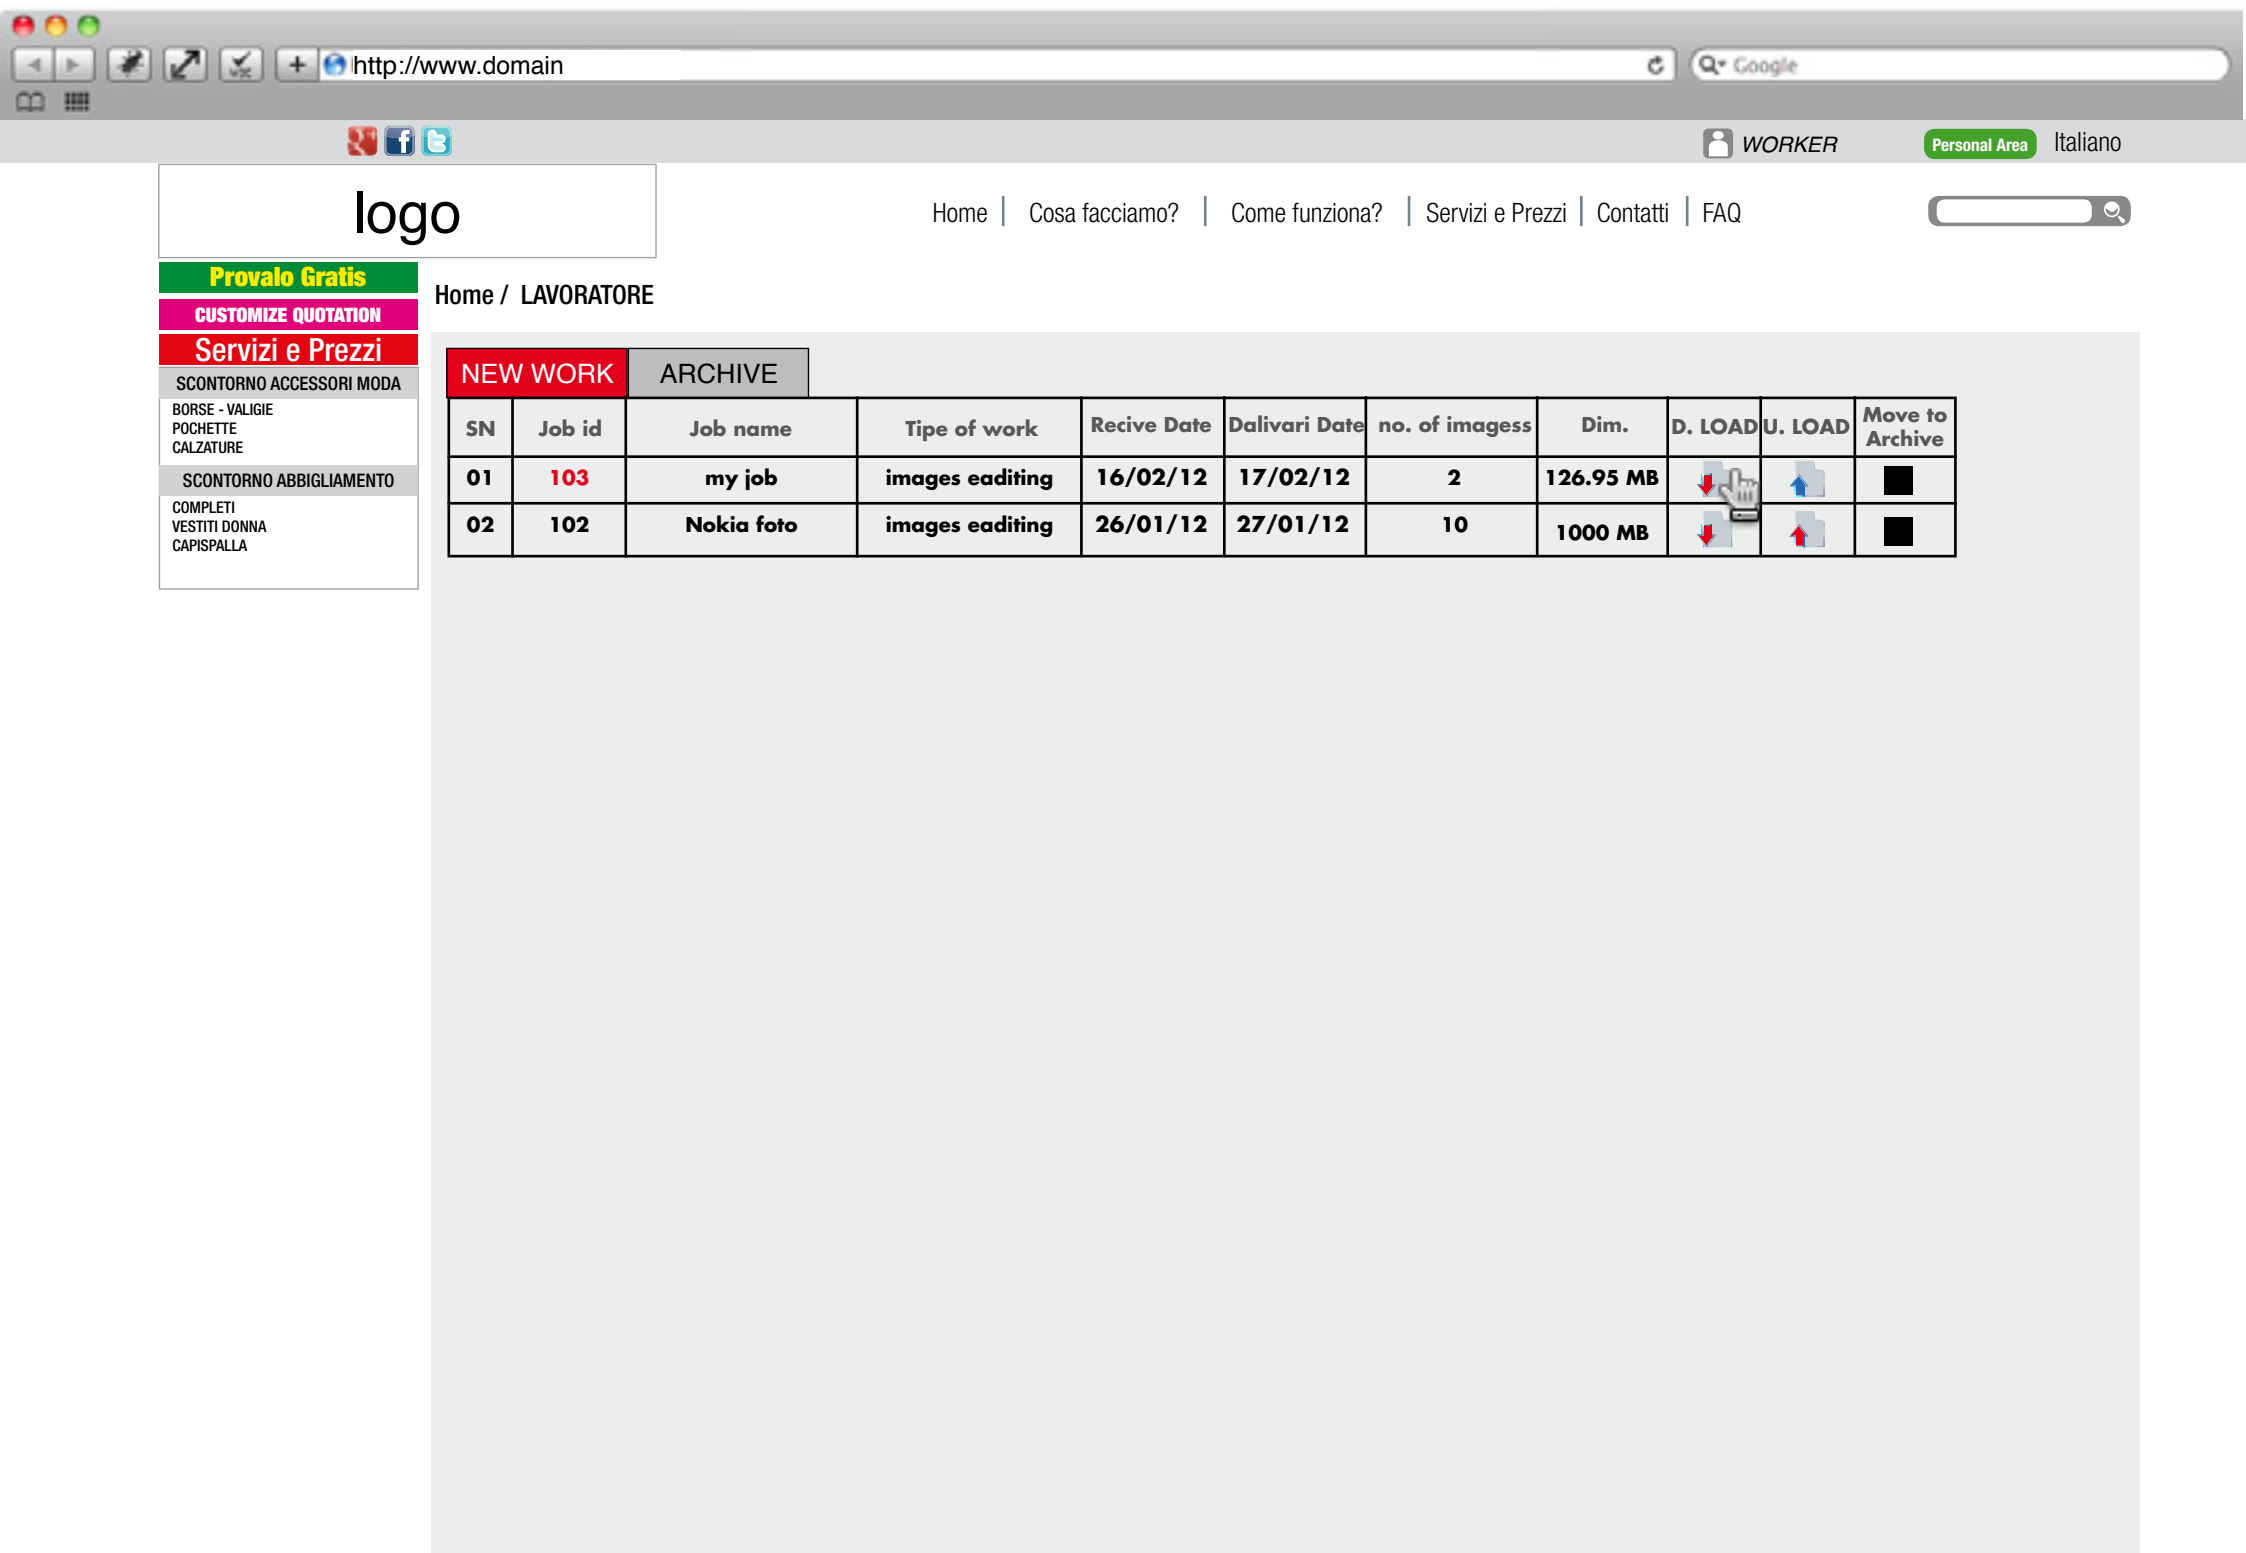 http://www.domain
Google
WORKER Personal Area Italiano
logo
Home Cosa facciamo? Come funziona? Servizi e Prezzi Contatti FAQ
Provalo Gratis
CUSTOMIZE QUOTATION
Servizi e Prezzi
SCONTORNO ACCESSORI MODA
BORSE - VALIGIE
POCHETTE
CALZATURE
SCONTORNO ABBIGLIAMENTO
COMPLETI
VESTITI DONNA
CAPISPALLA
Home / LAVORATORE
NEW WORK ARCHIVE
SN Job id Job name Tipe of work Recive Date Dalivari Date no. of imagess Dim. D. LOAD U. LOAD Move to Archive
01 103 my job images eaditing 16/02/12 17/02/12 2 126.95 MB
02 102 Nokia foto images eaditing 26/01/12 27/01/12 10 1000 MB